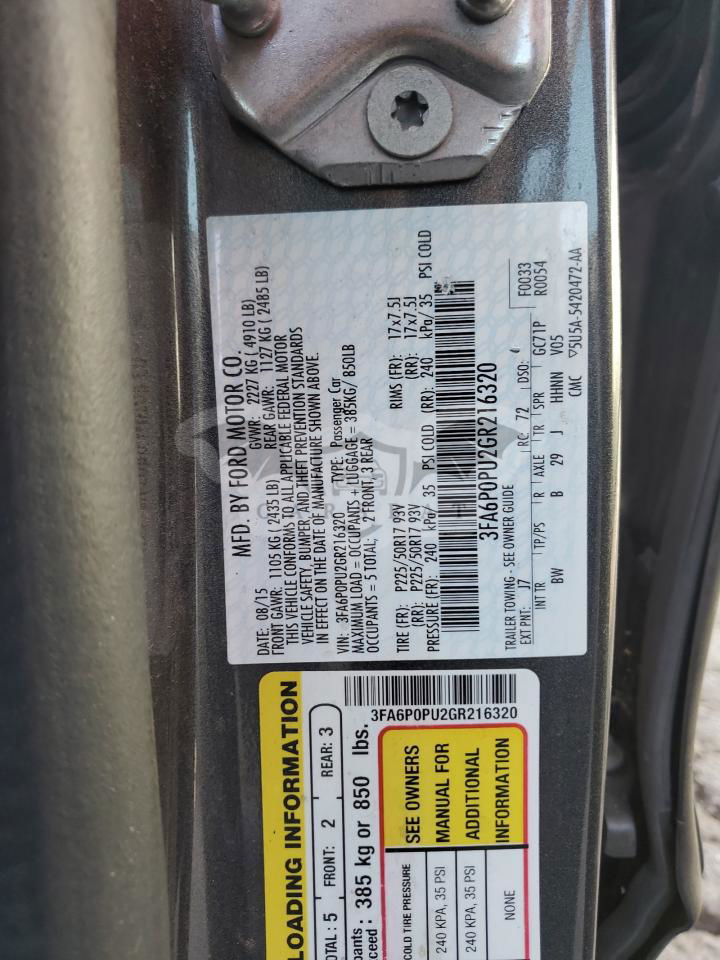 MFD. BY FORD MOTOR CO.
DATE: 08/15 GVWR: 2227 KG ( 4910 LB)
FRONT GAWR: 1105 KG ( 2435 LB) REAR GAWR: 1127 KG ( 2485 LB)
THIS VEHICLE CONFORMS TO ALL APPLICABLE FEDERAL MOTOR
VEHICLE SAFETY, BUMPER, AND THEFT PREVENTION STANDARDS
IN EFFECT ON THE DATE OF MANUFACTURE SHOWN ABOVE.
VIN: 3FA6P0PU2GR216320 TYPE: Passenger Car
MAXIMUM LOAD = OCCUPANTS + LUGGAGE = 385KG/ 850LB
OCCUPANTS = 5 TOTAL; 2 FRONT, 3 REAR
TIRE (FR): P225/50R17 93V RIMS (FR): 17x7.5J
(RR): P225/50R17 93V (RR): 17x7.5J
PRESSURE (FR): 240 kPa/ 35 PSI COLD (RR): 240 kPa/ 35 PSI COLD
3FA6P0PU2GR216320
TRAILER TOWING - SEE OWNER GUIDE F0033
EXT PNT: J7 RC: 72 DSO: R0054
INT TR TP/PS R AXLE TR SPR GC71P
BW B 29 J HHNNN V05
CMC 5U5A-5420472-AA
3FA6P0PU2GR216320
LOADING INFORMATION
TOTAL: 5 FRONT: 2 REAR: 3
pants
xceed : 385 kg or 850 lbs.
COLD TIRE PRESSURE
240 KPA, 35 PSI
240 KPA, 35 PSI
NONE
SEE OWNERS
MANUAL FOR
ADDITIONAL
INFORMATION